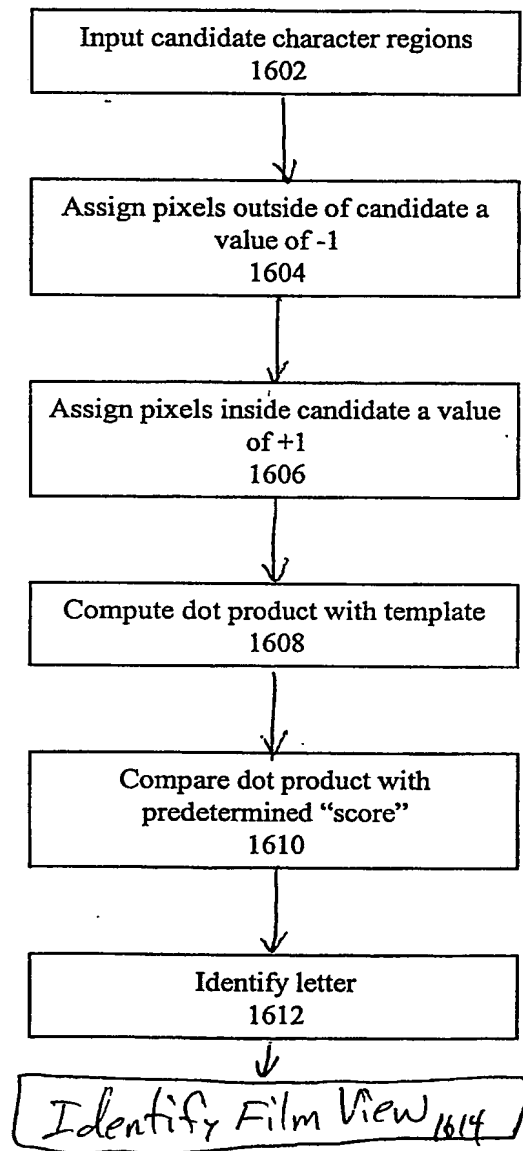 Input candidate character regions
1602
Assign pixels outside of candidate a
value of -1
1604
Assign pixels inside candidate a value
of +1
1606
Compute dot product with template
1608
Compare dot product with
predetermined “score”
1610
Identify letter
1612
Identify Film View 1614